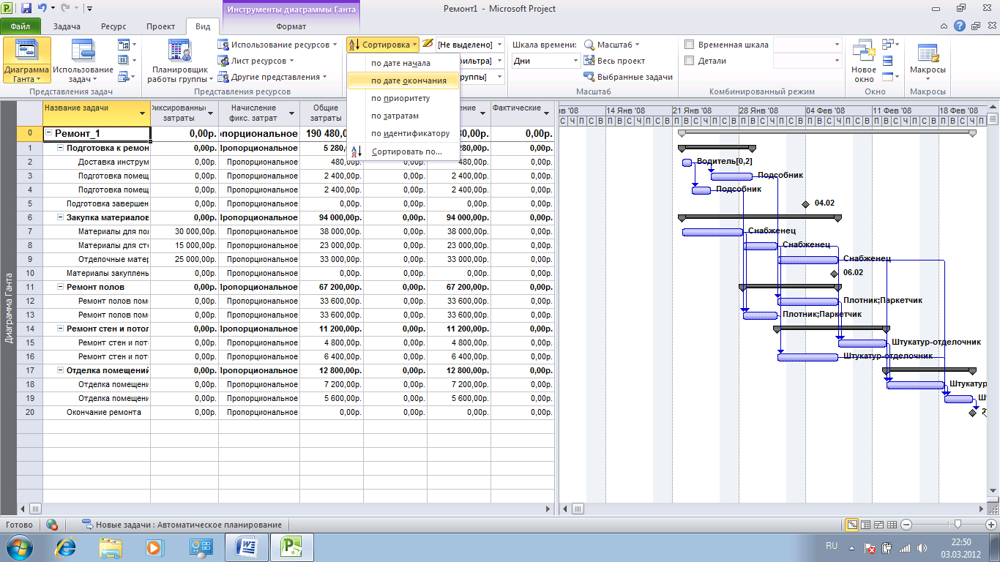 Инструменты диаграммы Ганта
Ремонт1 - Microsoft Project
Файл Задача Ресурс Проект Вид Формат
Диаграмма Ганта
Использование задач
Представления задач
Планировщик работы группы
Использование ресурсов
Лист ресурсов
Другие представления
Представления ресурсов
Сортировка
по дате начала
по дате окончания
по приоритету
по затратам
по идентификатору
Сортировать по...
[Не выделено]
Шкала времени:
Дни
Масштаб
Весь проект
Выбранные задачи
Масштаб
Временная шкала
Детали
Комбинированный режим
Новое окно
Окно
Макросы
Макросы
Название задачи Фиксированные затраты Начисление фикс. затрат Общие затраты Фактические
0 Ремонт_1 0,00р. 190 480,0 0,00р.
1 Подготовка к ремон 0,00р. 5 280,0 0,00р.
2 Доставка инструм 0,00р. Пропорциональное 480,00р. 0,00р. 480,00р. 0,00р.
3 Подготовка помещ 0,00р. Пропорциональное 2 400,00р. 0,00р. 2 400,00р. 0,00р.
4 Подготовка помещ 0,00р. Пропорциональное 2 400,00р. 0,00р. 2 400,00р. 0,00р.
5 Подготовка завершен 0,00р. Пропорциональное 0,00р. 0,00р. 0,00р. 0,00р.
6 Закупка материалов 0,00р. Пропорциональное 94 000,00р. 0,00р. 94 000,00р. 0,00р.
7 Материалы для пол 30 000,00р. Пропорциональное 38 000,00р. 0,00р. 38 000,00р. 0,00р.
8 Материалы для сте 15 000,00р. Пропорциональное 23 000,00р. 0,00р. 23 000,00р. 0,00р.
9 Отделочные матер 25 000,00р. Пропорциональное 33 000,00р. 0,00р. 33 000,00р. 0,00р.
10 Материалы закуплень 0,00р. Пропорциональное 0,00р. 0,00р. 0,00р. 0,00р.
11 Ремонт полов 0,00р. Пропорциональное 67 200,00р. 0,00р. 67 200,00р. 0,00р.
12 Ремонт полов пом 0,00р. Пропорциональное 33 600,00р. 0,00р. 33 600,00р. 0,00р.
13 Ремонт полов пом 0,00р. Пропорциональное 33 600,00р. 0,00р. 33 600,00р. 0,00р.
14 Ремонт стен и потол 0,00р. Пропорциональное 11 200,00р. 0,00р. 11 200,00р. 0,00р.
15 Ремонт стен и пот 0,00р. Пропорциональное 4 800,00р. 0,00р. 4 800,00р. 0,00р.
16 Ремонт стен и пот 0,00р. Пропорциональное 6 400,00р. 0,00р. 6 400,00р. 0,00р.
17 Отделка помещений 0,00р. Пропорциональное 12 800,00р. 0,00р. 12 800,00р. 0,00р.
18 Отделка помещени 0,00р. Пропорциональное 7 200,00р. 0,00р. 7 200,00р. 0,00р.
19 Отделка помещени 0,00р. Пропорциональное 5 600,00р. 0,00р. 5 600,00р. 0,00р.
20 Окончание ремонта 0,00р. Пропорциональное 0,00р. 0,00р. 0,00р. 0,00р.
Диаграмма Ганта
в '08 14 Янв '08 21 Янв '08 28 Янв '08 04 Фев '08 11 Фев '08 18 Фев '08
С Ч П С В П В С Ч П С В П В С Ч П С В П В С Ч П С В П В С Ч П С В П В С Ч П С В П В С Ч П
Водитель[0,2]
Подсобник
Подсобник
04.02
Снабженец
Снабженец
Снабженец
06.02
Плотник;Паркетчик
Плотник;Паркетчик
Штукатур-отделочник
Штукатур-отделочник
Штукатур
Готово
Новые задачи : Автоматическое планирование
RU
22:50
03.03.2012